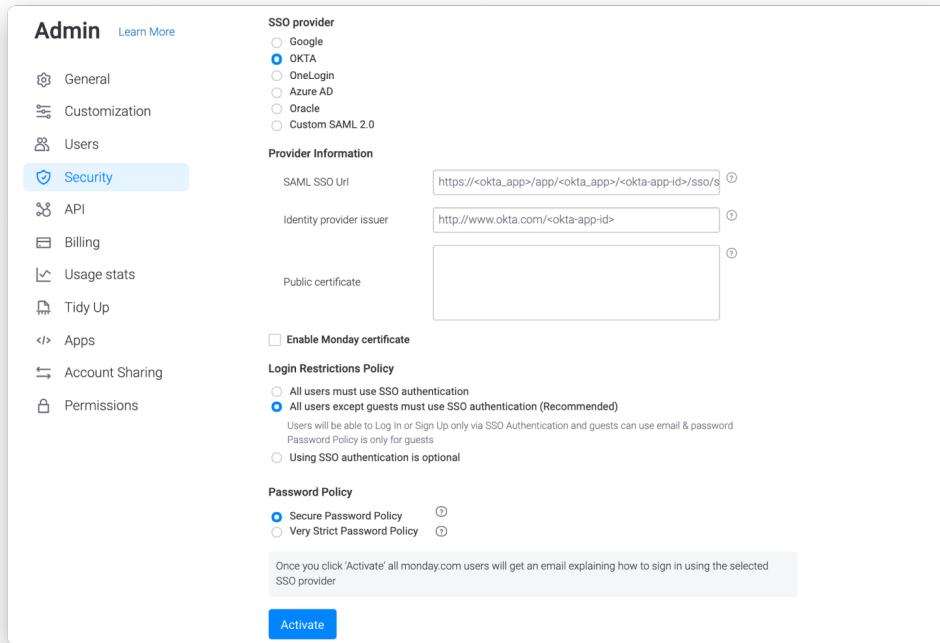 Admin Learn More
General
Customization
Users
Security
API
Billing
Usage stats
Tidy Up
Apps
Account Sharing
Permissions
SSO provider
Google
OKTA
OneLogin
Azure AD
Oracle
Custom SAML 2.0
Provider Information
SAML SSO Url https://<okta_app>/app/<okta_app>/<okta-app-id>/sso/s
Identity provider issuer http://www.okta.com/<okta-app-id>
Public certificate
Enable Monday certificate
Login Restrictions Policy
All users must use SSO authentication
All users except guests must use SSO authentication (Recommended)
Users will be able to Log In or Sign Up only via SSO Authentication and guests can use email & password
Password Policy is only for guests
Using SSO authentication is optional
Password Policy
Secure Password Policy
Very Strict Password Policy
Once you click 'Activate' all monday.com users will get an email explaining how to sign in using the selected
SSO provider
Activate